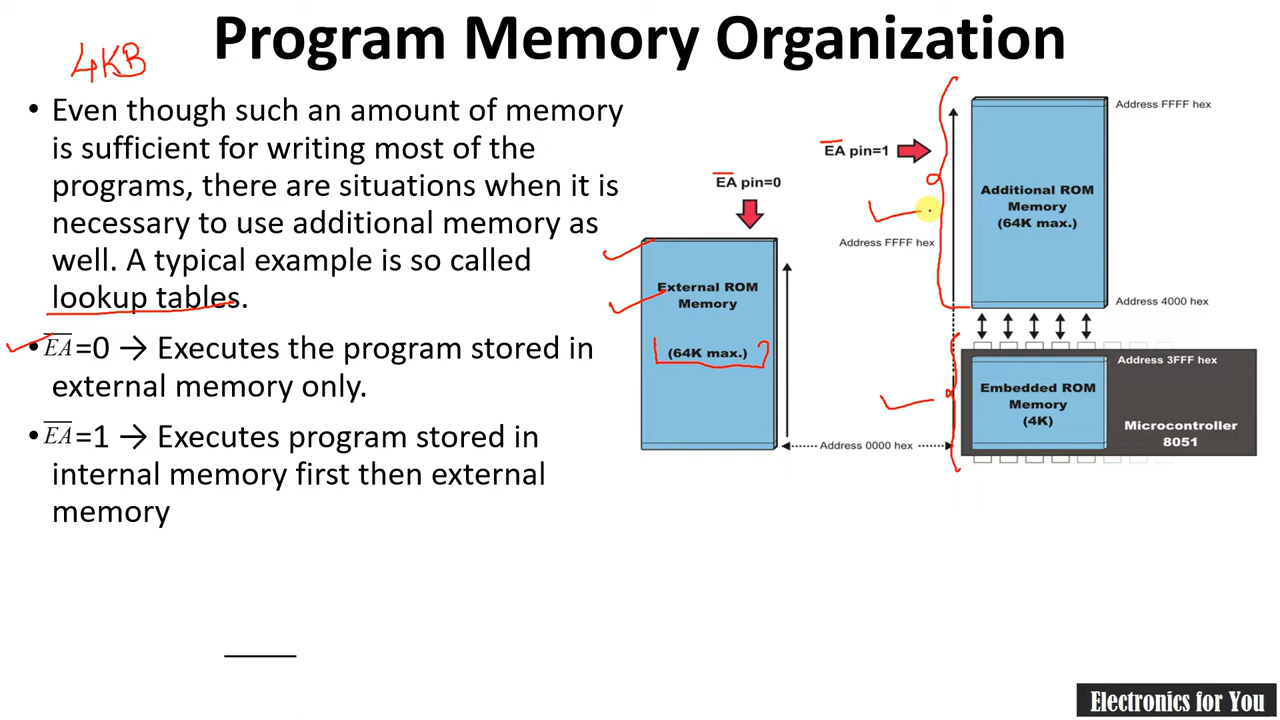 Program Memory Organization
4KB
• Even though such an amount of memory
is sufficient for writing most of the
programs, there are situations when it is
necessary to use additional memory as
well. A typical example is so called
lookup tables.
• E̅A̅=0 → Executes the program stored in
external memory only.
• E̅A̅=1 → Executes program stored in
internal memory first then external
memory
E̅A̅ pin=0
External ROM
Memory
(64K max.)
Address 0000 hex
E̅A̅ pin=1
Address FFFF hex
Address FFFF hex
Additional ROM
Memory
(64K max.)
Address 4000 hex
Address 3FFF hex
Embedded ROM
Memory
(4K)
Microcontroller
8051
Electronics for You